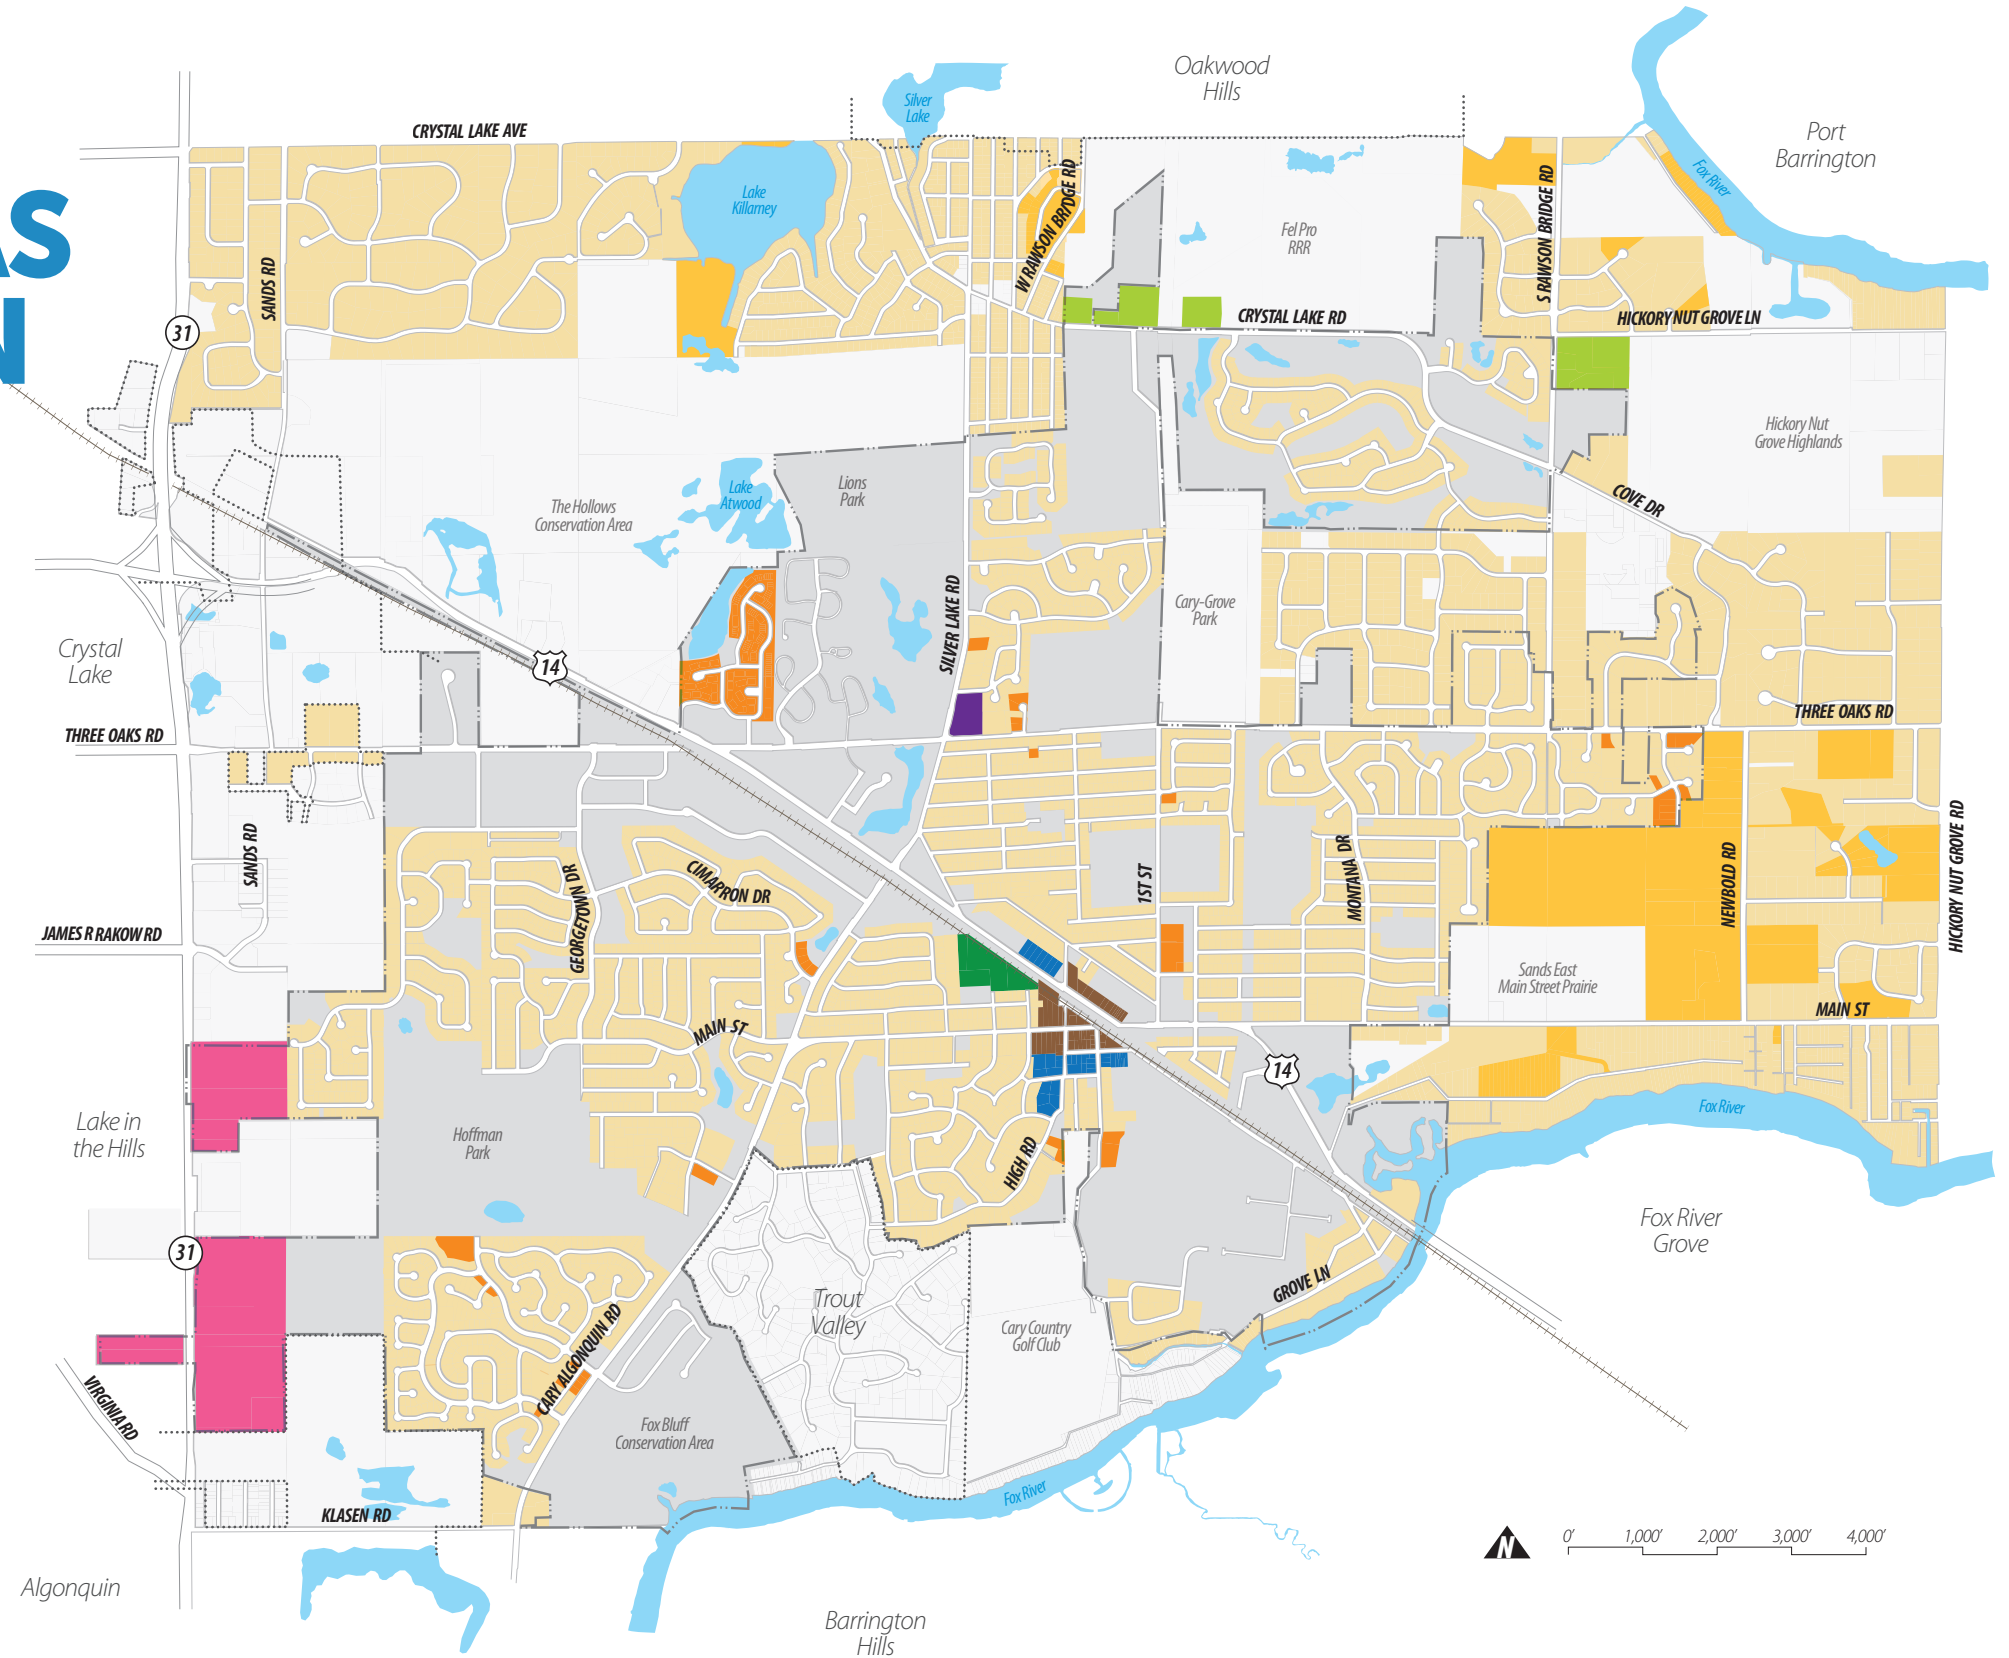 AS
N
Oakwood
Hills
Port
Barrington
Silver
Lake
CRYSTAL LAKE AVE
Fox River
Lake
Killarney
W RAWSON BRIDGE RD
S RAWSON BRIDGE RD
Fel Pro
RRR
SANDS RD
31
CRYSTAL LAKE RD
HICKORY NUT GROVE LN
Hickory Nut
Grove Highlands
Lions
Park
Lake
Atwood
The Hollows
Conservation Area
COVE DR
SILVER LAKE RD
Cary-Grove
Park
Crystal
Lake
14
THREE OAKS RD
THREE OAKS RD
SANDS RD
GEORGETOWN DR
CIMARRON DR
1ST ST
MONTANA DR
NEWBOLD RD
HICKORY NUT GROVE RD
JAMES R RAKOW RD
Sands East
Main Street Prairie
MAIN ST
MAIN ST
14
Fox River
Lake in
the Hills
Hoffman
Park
HIGH RD
Fox River
Grove
31
GROVE LN
Trout
Valley
Cary Country
Golf Club
CARY ALGONQUIN RD
VIRGINIA RD
Fox Bluff
Conservation Area
Fox River
KLASEN RD
N
0' 1,000' 2,000' 3,000' 4,000'
Algonquin
Barrington
Hills